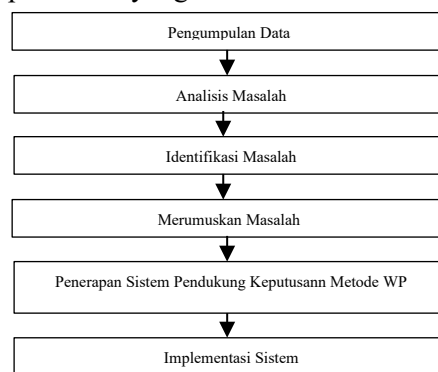 Pengumpulan Data
Analisis Masalah
Identifikasi Masalah
Merumuskan Masalah
Penerapan Sistem Pendukung Keputusann Metode WP
Implementasi Sistem